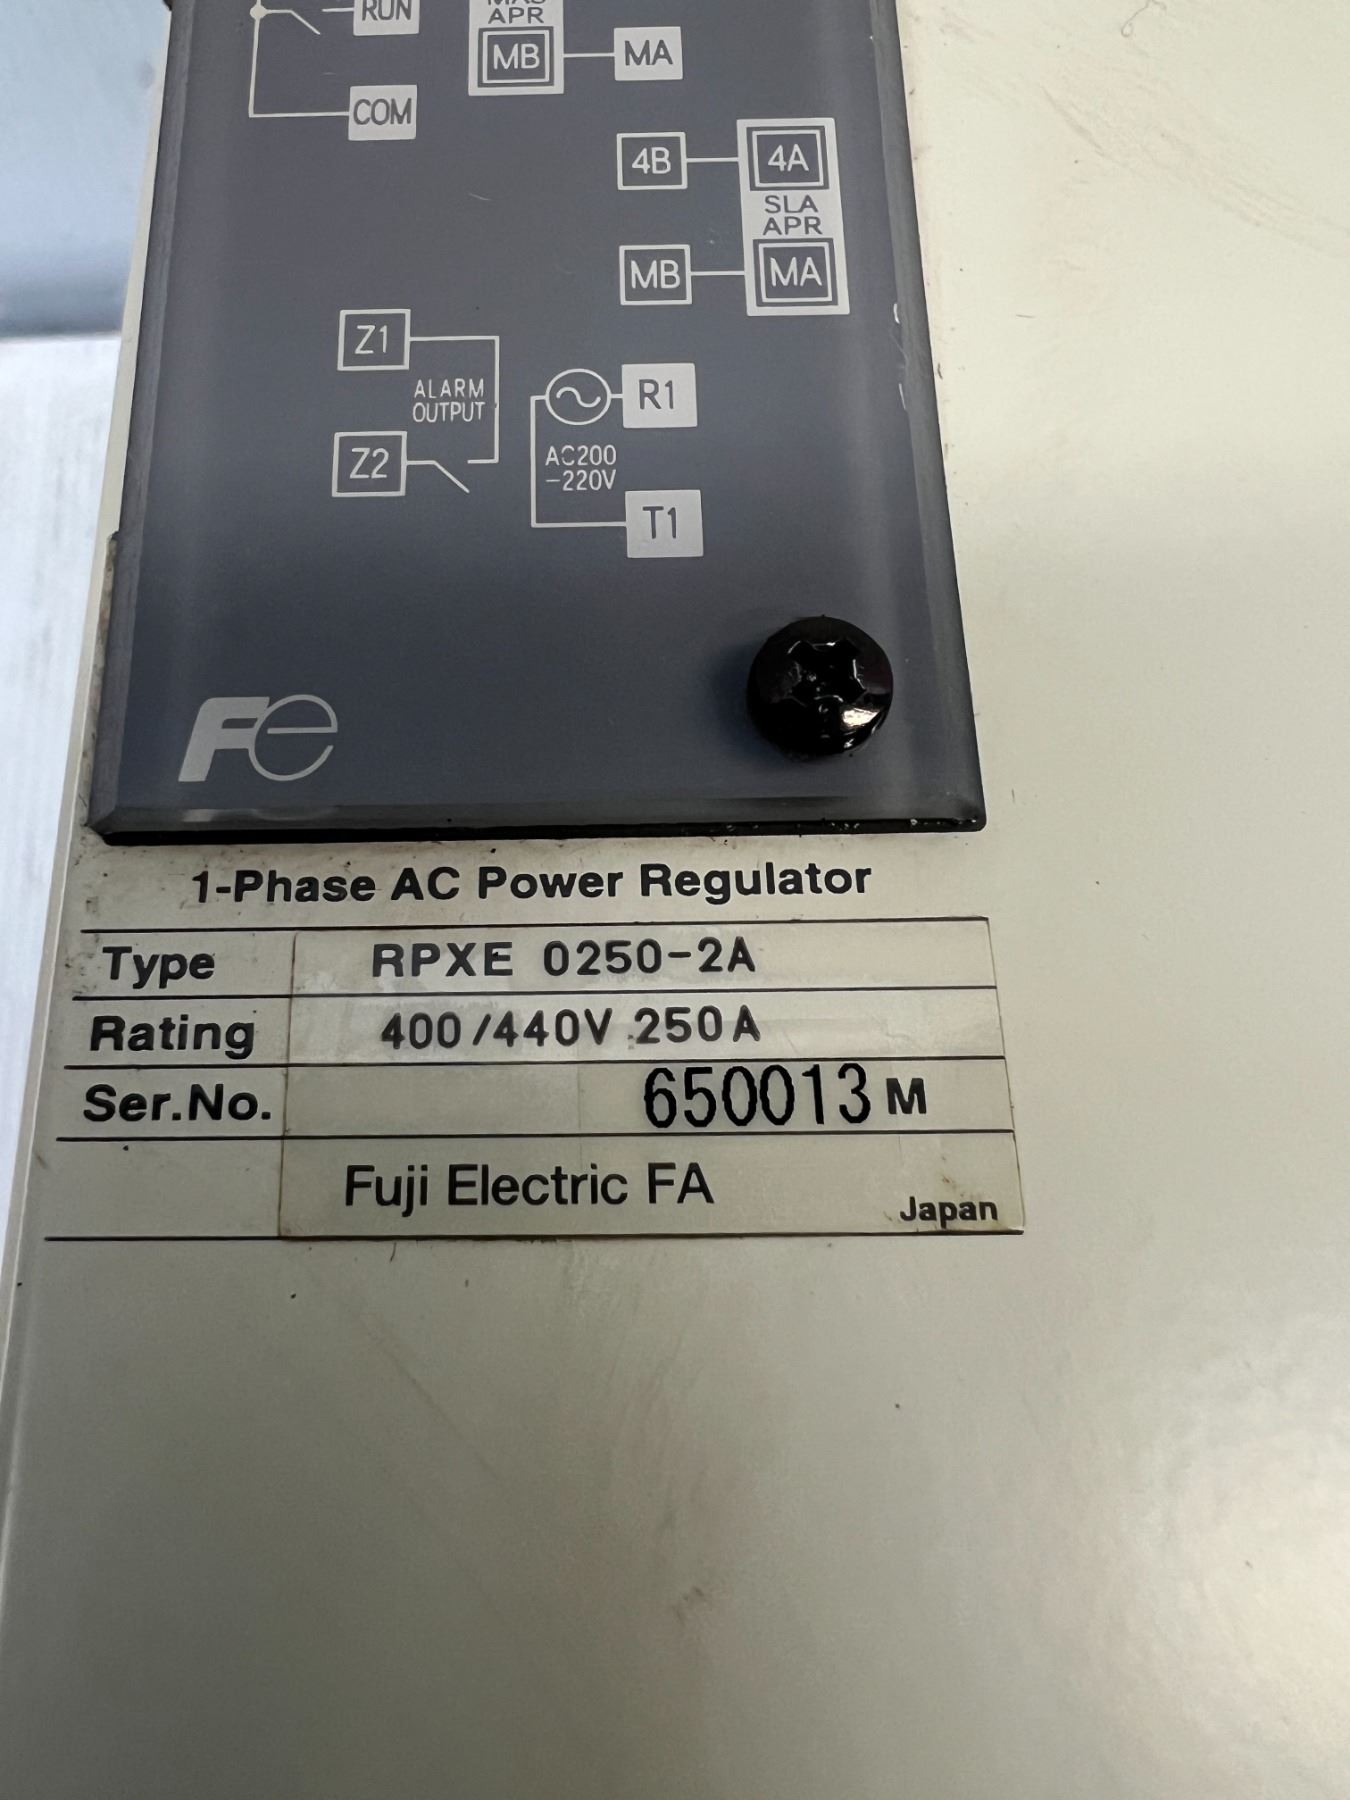 RUN
APR
MB MA
COM
4B 4A
SLA
APR
MB MA
Z1
ALARM
OUTPUT
Z2
R1
AC200
-220V
T1
Fe
1-Phase AC Power Regulator
Type RPXE 0250-2A
Rating 400/440V 250A
Ser.No. 650013 M
Fuji Electric FA
Japan